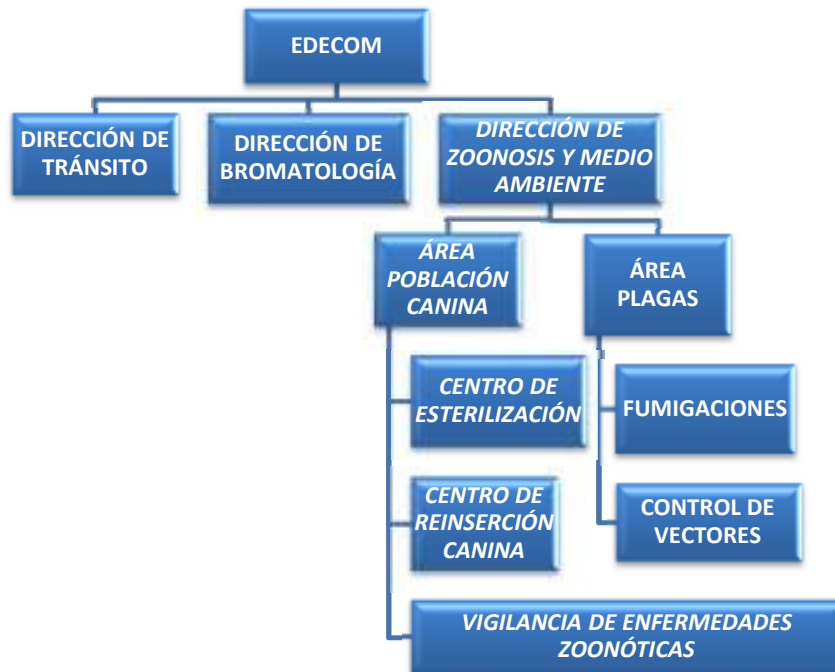 EDECOM
DIRECCIÓN DE
TRÁNSITO
DIRECCIÓN DE
BROMATOLOGÍA
DIRECCIÓN DE
ZOONOSIS Y MEDIO
AMBIENTE
ÁREA
POBLACIÓN
CANINA
ÁREA
PLAGAS
CENTRO DE
ESTERILIZACIÓN
FUMIGACIONES
CENTRO DE
REINSERCIÓN
CANINA
CONTROL DE
VECTORES
VIGILANCIA DE ENFERMEDADES
ZOONÓTICAS